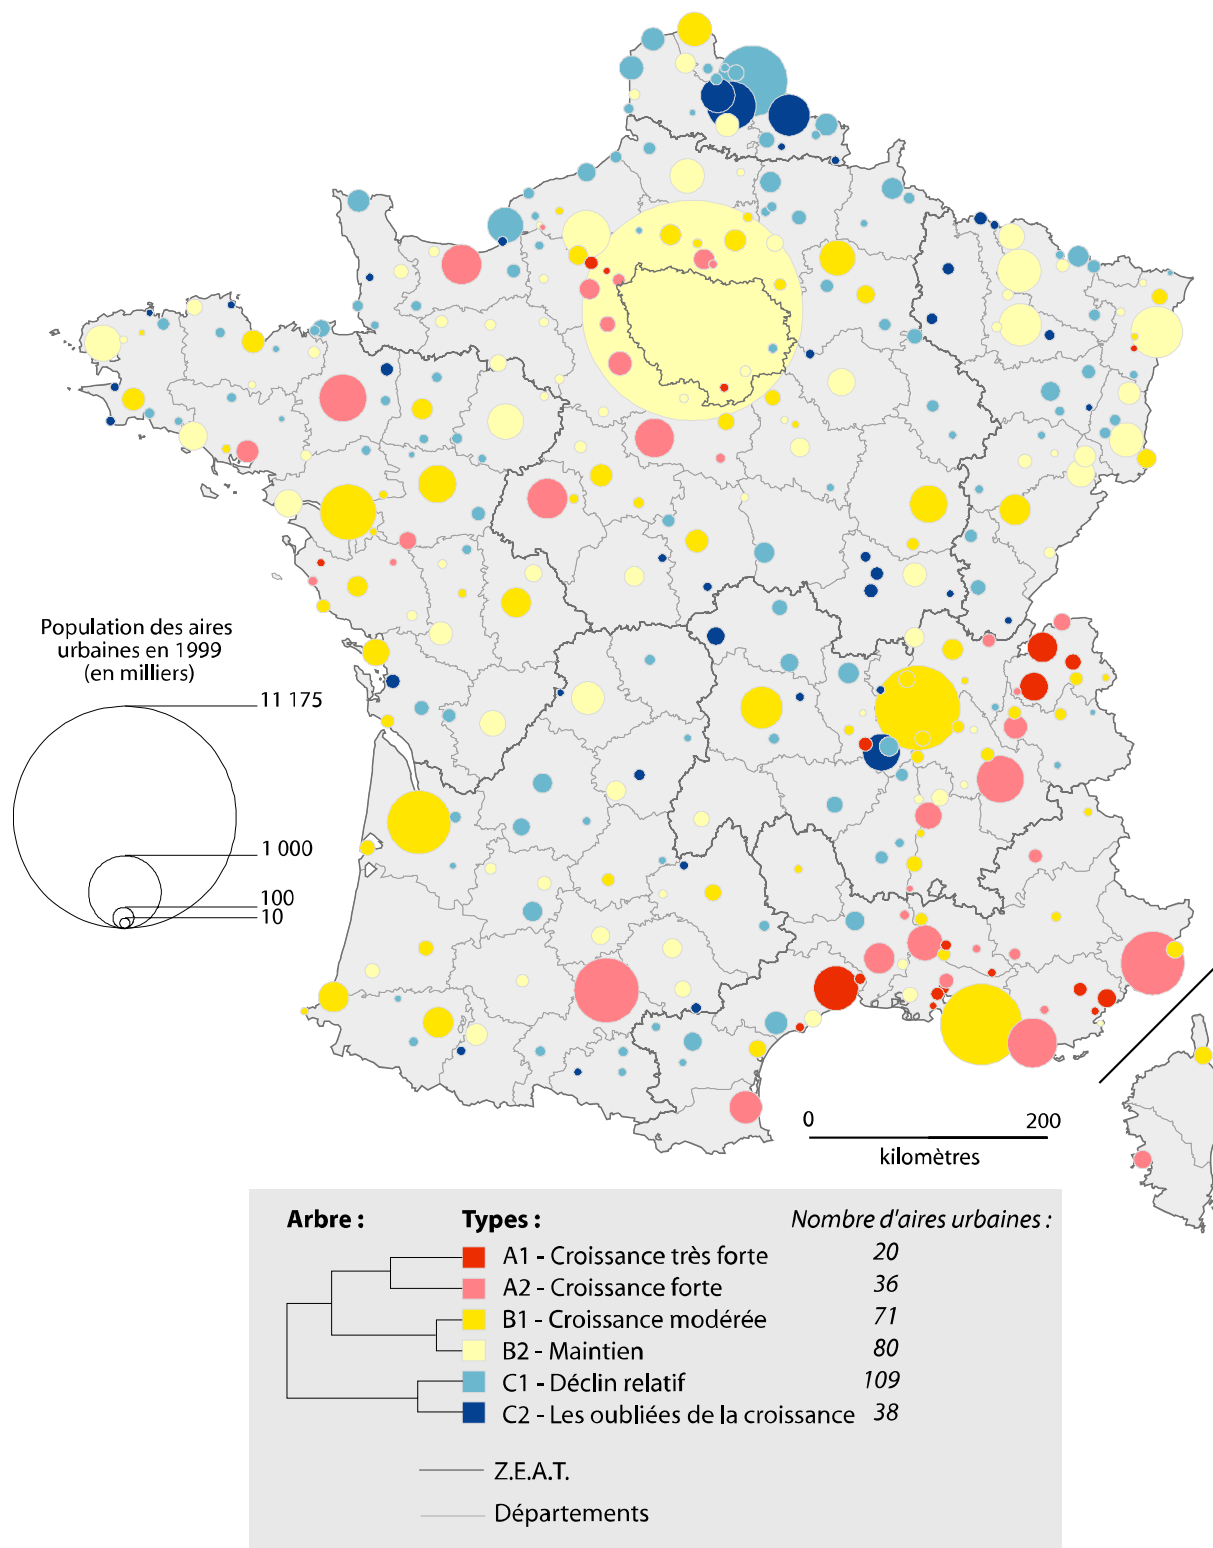 Population des aires
urbaines en 1999
(en milliers)
11 175
1 000
100
10
0 200
kilomètres
Arbre : Types : Nombre d'aires urbaines :
A1 - Croissance très forte 20
A2 - Croissance forte 36
B1 - Croissance modérée 71
B2 - Maintien 80
C1 - Déclin relatif 109
C2 - Les oubliées de la croissance 38
Z.E.A.T.
Départements